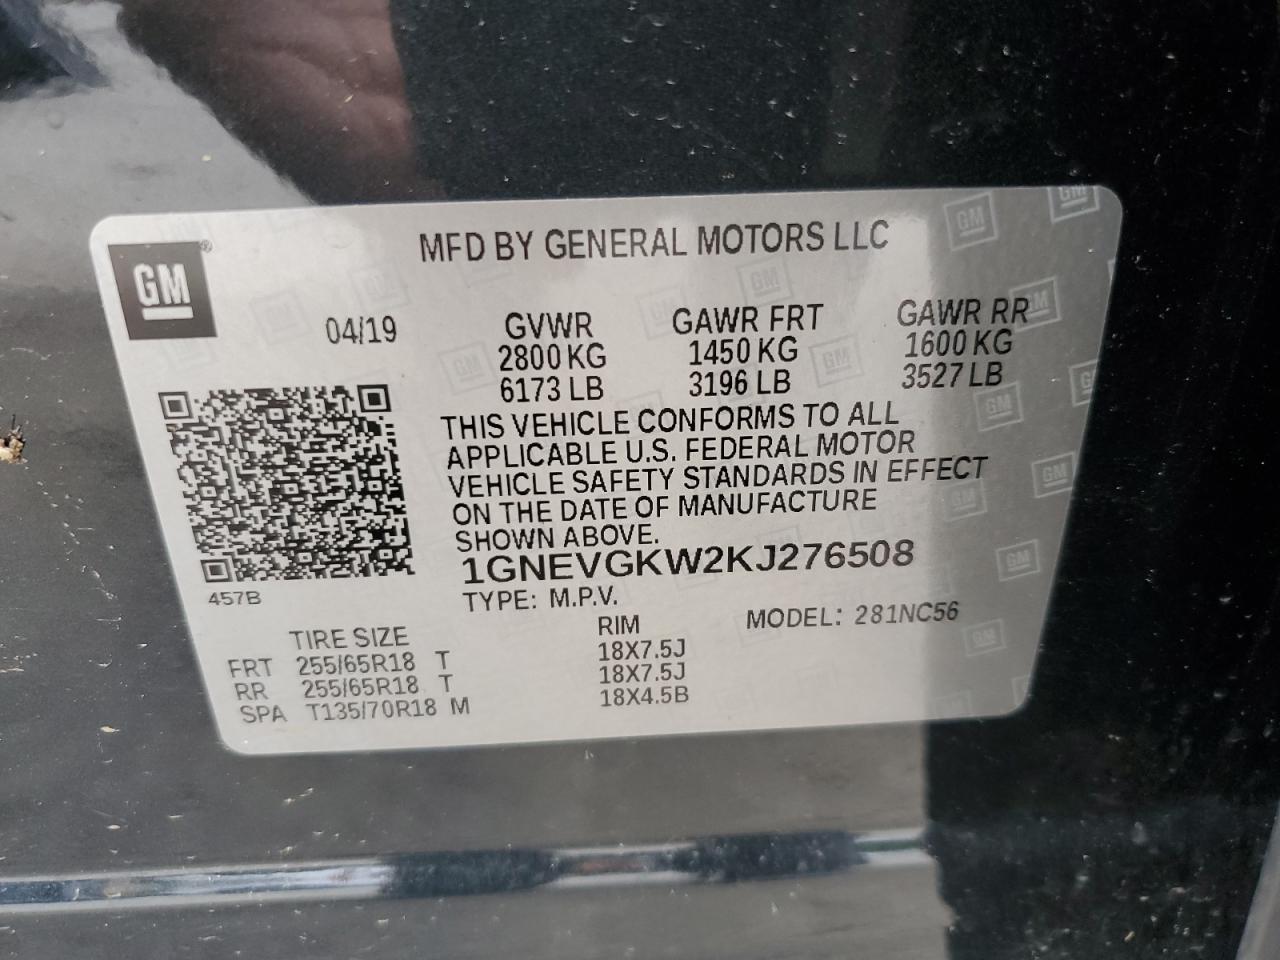 MFD BY GENERAL MOTORS LLC
GM
04/19
GVWR GAWR FRT GAWR RR
2800 KG 1450 KG 1600 KG
6173 LB 3196 LB 3527 LB
THIS VEHICLE CONFORMS TO ALL
APPLICABLE U.S. FEDERAL MOTOR
VEHICLE SAFETY STANDARDS IN EFFECT
ON THE DATE OF MANUFACTURE
SHOWN ABOVE.
1GNEVGKW2KJ276508
457B
TYPE: M.P.V. MODEL: 281NC56
TIRE SIZE RIM
FRT 255/65R18 T 18X7.5J
RR 255/65R18 T 18X7.5J
SPA T135/70R18 M 18X4.5B